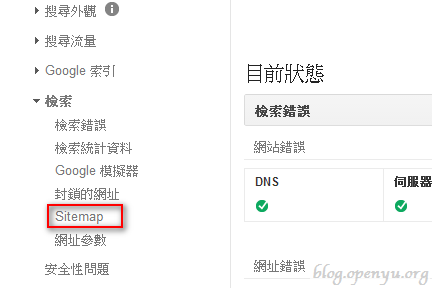 搜尋外觀
搜尋流量
Google 索引
檢索
檢索錯誤
檢索統計資料
Google 模擬器
封鎖的網址
Sitemap
網址參數
安全性問題
目前狀態
檢索錯誤
網站錯誤
DNS
伺服器
網址錯誤
blog.openyu.org